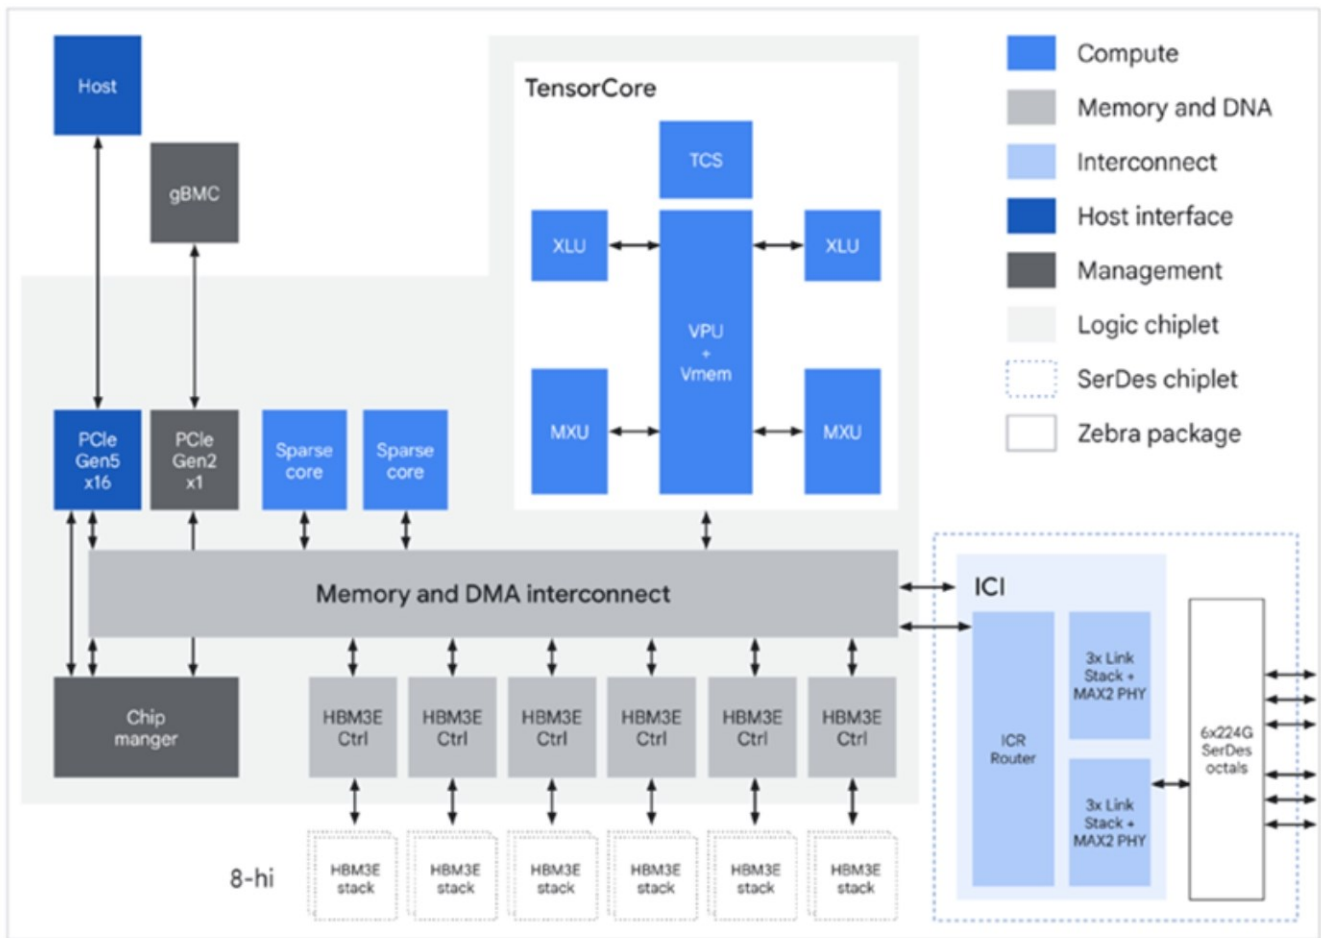 Host
gBMC
TensorCore
TCS
XLU
XLU
VPU
+
Vmem
MXU
MXU
PCIe
Gen5
x16
PCIe
Gen2
x1
Sparse
core
Sparse
core
Memory and DMA interconnect
Chip
manger
HBM3E
Ctrl
HBM3E
Ctrl
HBM3E
Ctrl
HBM3E
Ctrl
HBM3E
Ctrl
HBM3E
Ctrl
8-hi
HBM3E
stack
HBM3E
stack
HBM3E
stack
HBM3E
stack
HBM3E
stack
HBM3E
stack
ICI
ICR
Router
3x Link
Stack +
MAX2 PHY
3x Link
Stack +
MAX2 PHY
6x224G
SerDes
octals
Compute
Memory and DNA
Interconnect
Host interface
Management
Logic chiplet
SerDes chiplet
Zebra package